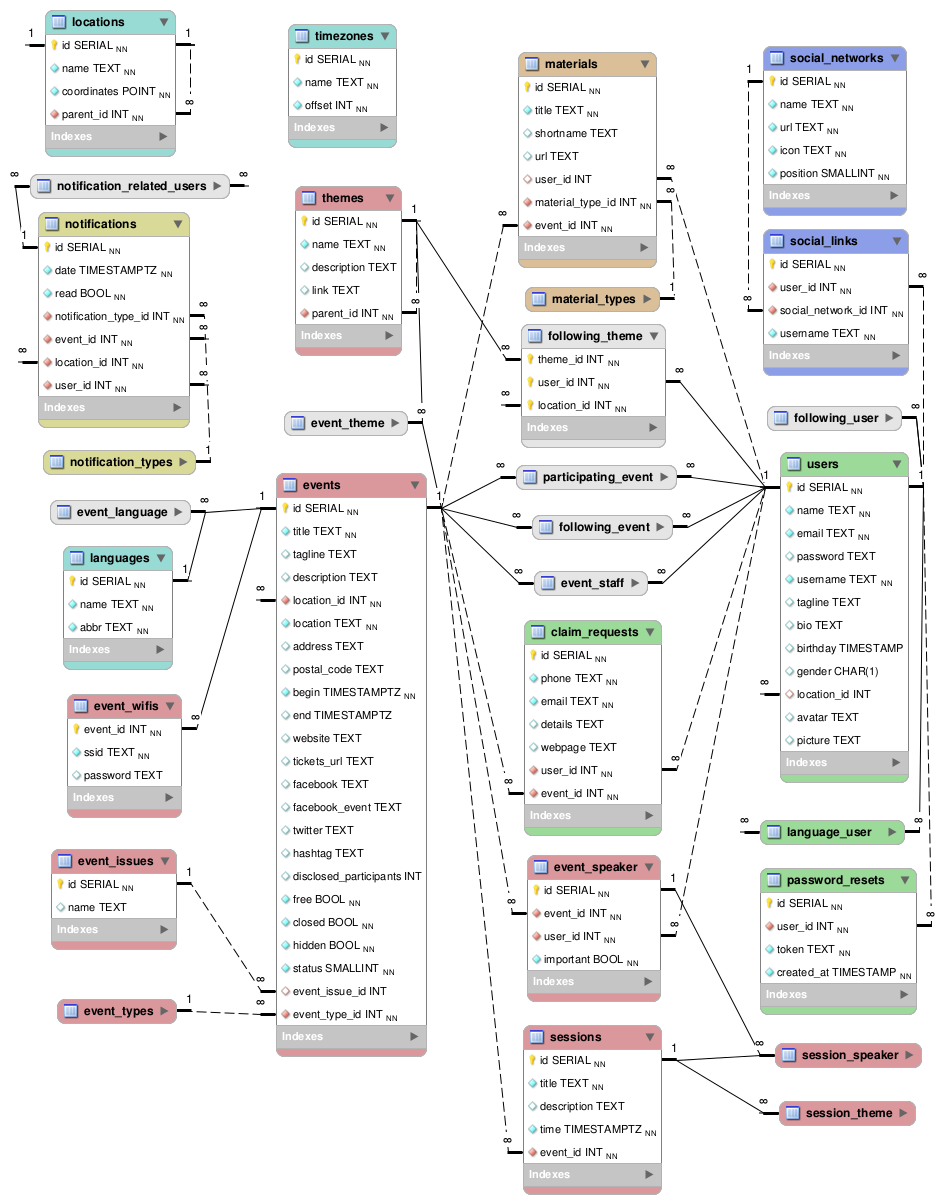 locations
id SERIAL NN
name TEXT NN
coordinates POINT NN
parent_id INT NN
Indexes
1
1
∞
timezones
id SERIAL NN
name TEXT NN
offset INT NN
Indexes
materials
id SERIAL NN
title TEXT NN
shortname TEXT
url TEXT
user_id INT
material_type_id INT NN
event_id INT NN
Indexes
∞
∞
∞
material_types
1
social_networks
id SERIAL NN
name TEXT NN
url TEXT NN
icon TEXT NN
position SMALLINT NN
Indexes
1
social_links
id SERIAL NN
user_id INT NN
social_network_id INT NN
username TEXT NN
Indexes
∞
∞
∞
notification_related_users
∞
notifications
id SERIAL NN
date TIMESTAMPTZ NN
read BOOL NN
notification_type_id INT NN
event_id INT NN
location_id INT NN
user_id INT NN
Indexes
1
∞
∞
∞
∞
notification_types
1
themes
id SERIAL NN
name TEXT NN
description TEXT
link TEXT
parent_id INT NN
Indexes
1
∞
event_theme
∞
following_theme
theme_id INT NN
user_id INT NN
location_id INT NN
Indexes
∞
∞
∞
∞
participating_event
∞
∞
following_event
∞
∞
event_staff
∞
following_user
∞
users
id SERIAL NN
name TEXT NN
email TEXT NN
password TEXT
username TEXT NN
tagline TEXT
bio TEXT
birthday TIMESTAMP
gender CHAR(1)
location_id INT
avatar TEXT
picture TEXT
Indexes
1
1
∞
event_language
∞
languages
id SERIAL NN
name TEXT NN
abbr TEXT NN
Indexes
1
event_wifis
event_id INT NN
ssid TEXT NN
password TEXT
Indexes
∞
event_issues
id SERIAL NN
name TEXT
Indexes
1
event_types
1
events
id SERIAL NN
title TEXT NN
tagline TEXT
description TEXT
location_id INT NN
location TEXT NN
address TEXT
postal_code TEXT
begin TIMESTAMPTZ NN
end TIMESTAMPTZ
website TEXT
tickets_url TEXT
facebook TEXT
facebook_event TEXT
twitter TEXT
hashtag TEXT
disclosed_participants INT
free BOOL NN
closed BOOL NN
hidden BOOL NN
status SMALLINT NN
event_issue_id INT
event_type_id INT NN
Indexes
1
1
∞
∞
∞
claim_requests
id SERIAL NN
phone TEXT NN
email TEXT NN
details TEXT
webpage TEXT
user_id INT NN
event_id INT NN
Indexes
∞
∞
event_speaker
id SERIAL NN
event_id INT NN
user_id INT NN
important BOOL NN
Indexes
1
∞
∞
sessions
id SERIAL NN
title TEXT NN
description TEXT
time TIMESTAMPTZ NN
event_id INT NN
Indexes
1
∞
∞
language_user
∞
password_resets
id SERIAL NN
user_id INT NN
token TEXT NN
created_at TIMESTAMP NN
Indexes
∞
∞
session_speaker
∞
session_theme